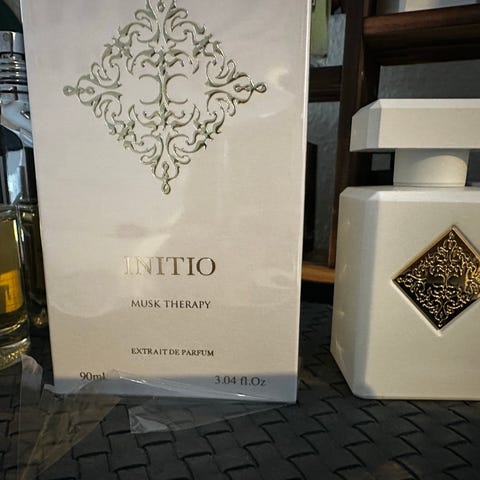 INITIO
MUSK THERAPY
EXTRAIT DE PARFUM
90ml 3.04 fl.Oz